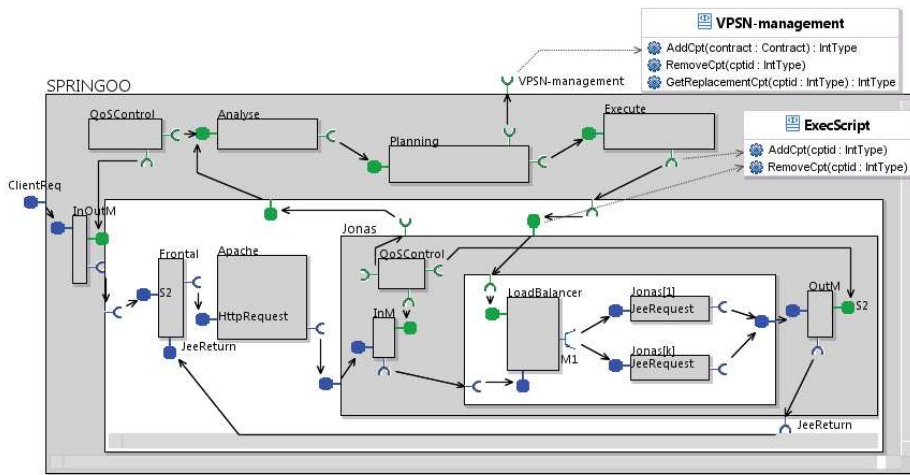 VPSN-management
AddCpt(contract : Contract) : IntType
RemoveCpt(cptid : IntType)
GetReplacementCpt(cptid : IntType) : IntType
VPSN-management
SPRINGOO
QoSControl
Analyse
Planning
Execute
ExecScript
AddCpt(cptid : IntType)
RemoveCpt(cptid : IntType)
ClientReq
InOutM
Jonas
Frontal
Apache
QoSControl
S2
HttpRequest
JeeReturn
InM
LoadBalancer
M1
Jonas[1]
JeeRequest
Jonas[k]
JeeRequest
OutM
S2
JeeReturn